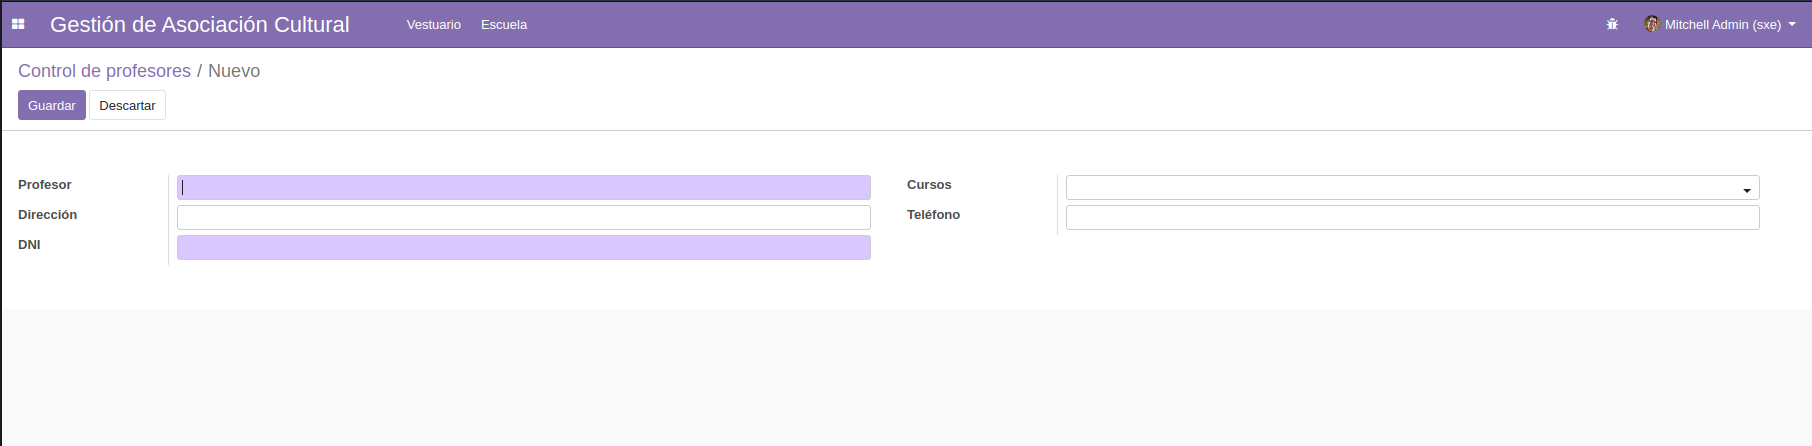 Gestión de Asociación Cultural Vestuario Escuela Mitchell Admin (sxe)
Control de profesores / Nuevo
Guardar Descartar
Profesor Cursos
Dirección Teléfono
DNI